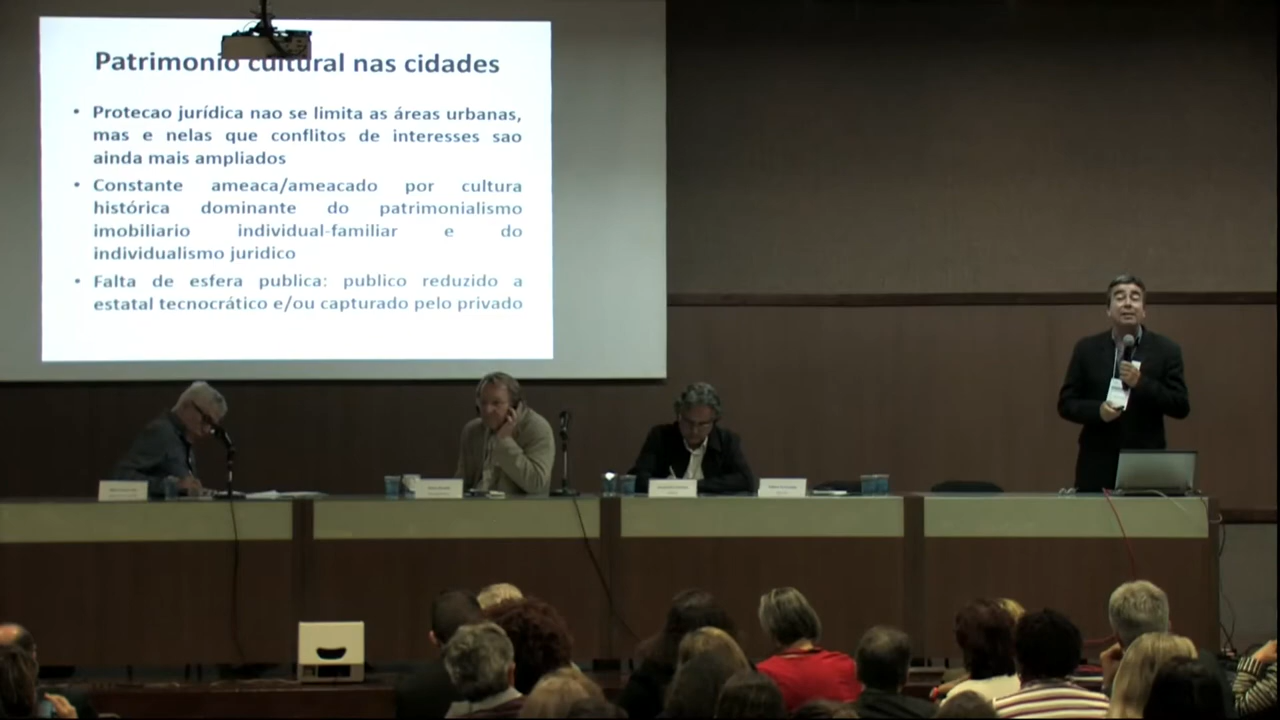 Patrimonio cultural nas cidades
• Protecao jurídica nao se limita as áreas urbanas,
mas e nelas que conflitos de interesses sao
ainda mais ampliados
• Constante ameaca/ameacado por cultura
histórica dominante do patrimonialismo
imobiliario individual-familiar e do
individualismo juridico
• Falta de esfera publica: publico reduzido a
estatal tecnocrático e/ou capturado pelo privado